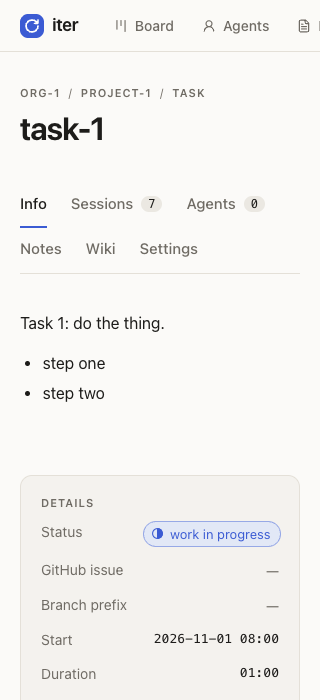 iter Board Agents
ORG-1 / PROJECT-1 / TASK
task-1
Info Sessions 7 Agents 0
Notes Wiki Settings
Task 1: do the thing.
• step one
• step two
DETAILS
Status work in progress
GitHub issue —
Branch prefix —
Start 2026-11-01 08:00
Duration 01:00